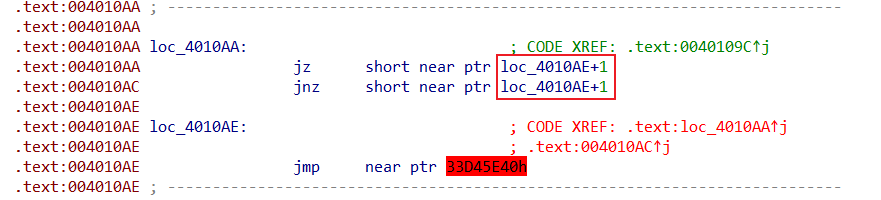 .text:004010AA ; ---------------------------------------------------------------------------
.text:004010AA
.text:004010AA loc_4010AA: ; CODE XREF: .text:0040109C↑j
.text:004010AA jz short near ptr loc_4010AE+1
.text:004010AC jnz short near ptr loc_4010AE+1
.text:004010AE
.text:004010AE loc_4010AE: ; CODE XREF: .text:loc_4010AA↑j
.text:004010AE ; .text:004010AC↑j
.text:004010AE jmp near ptr 33D45E40h
.text:004010AE ; ---------------------------------------------------------------------------